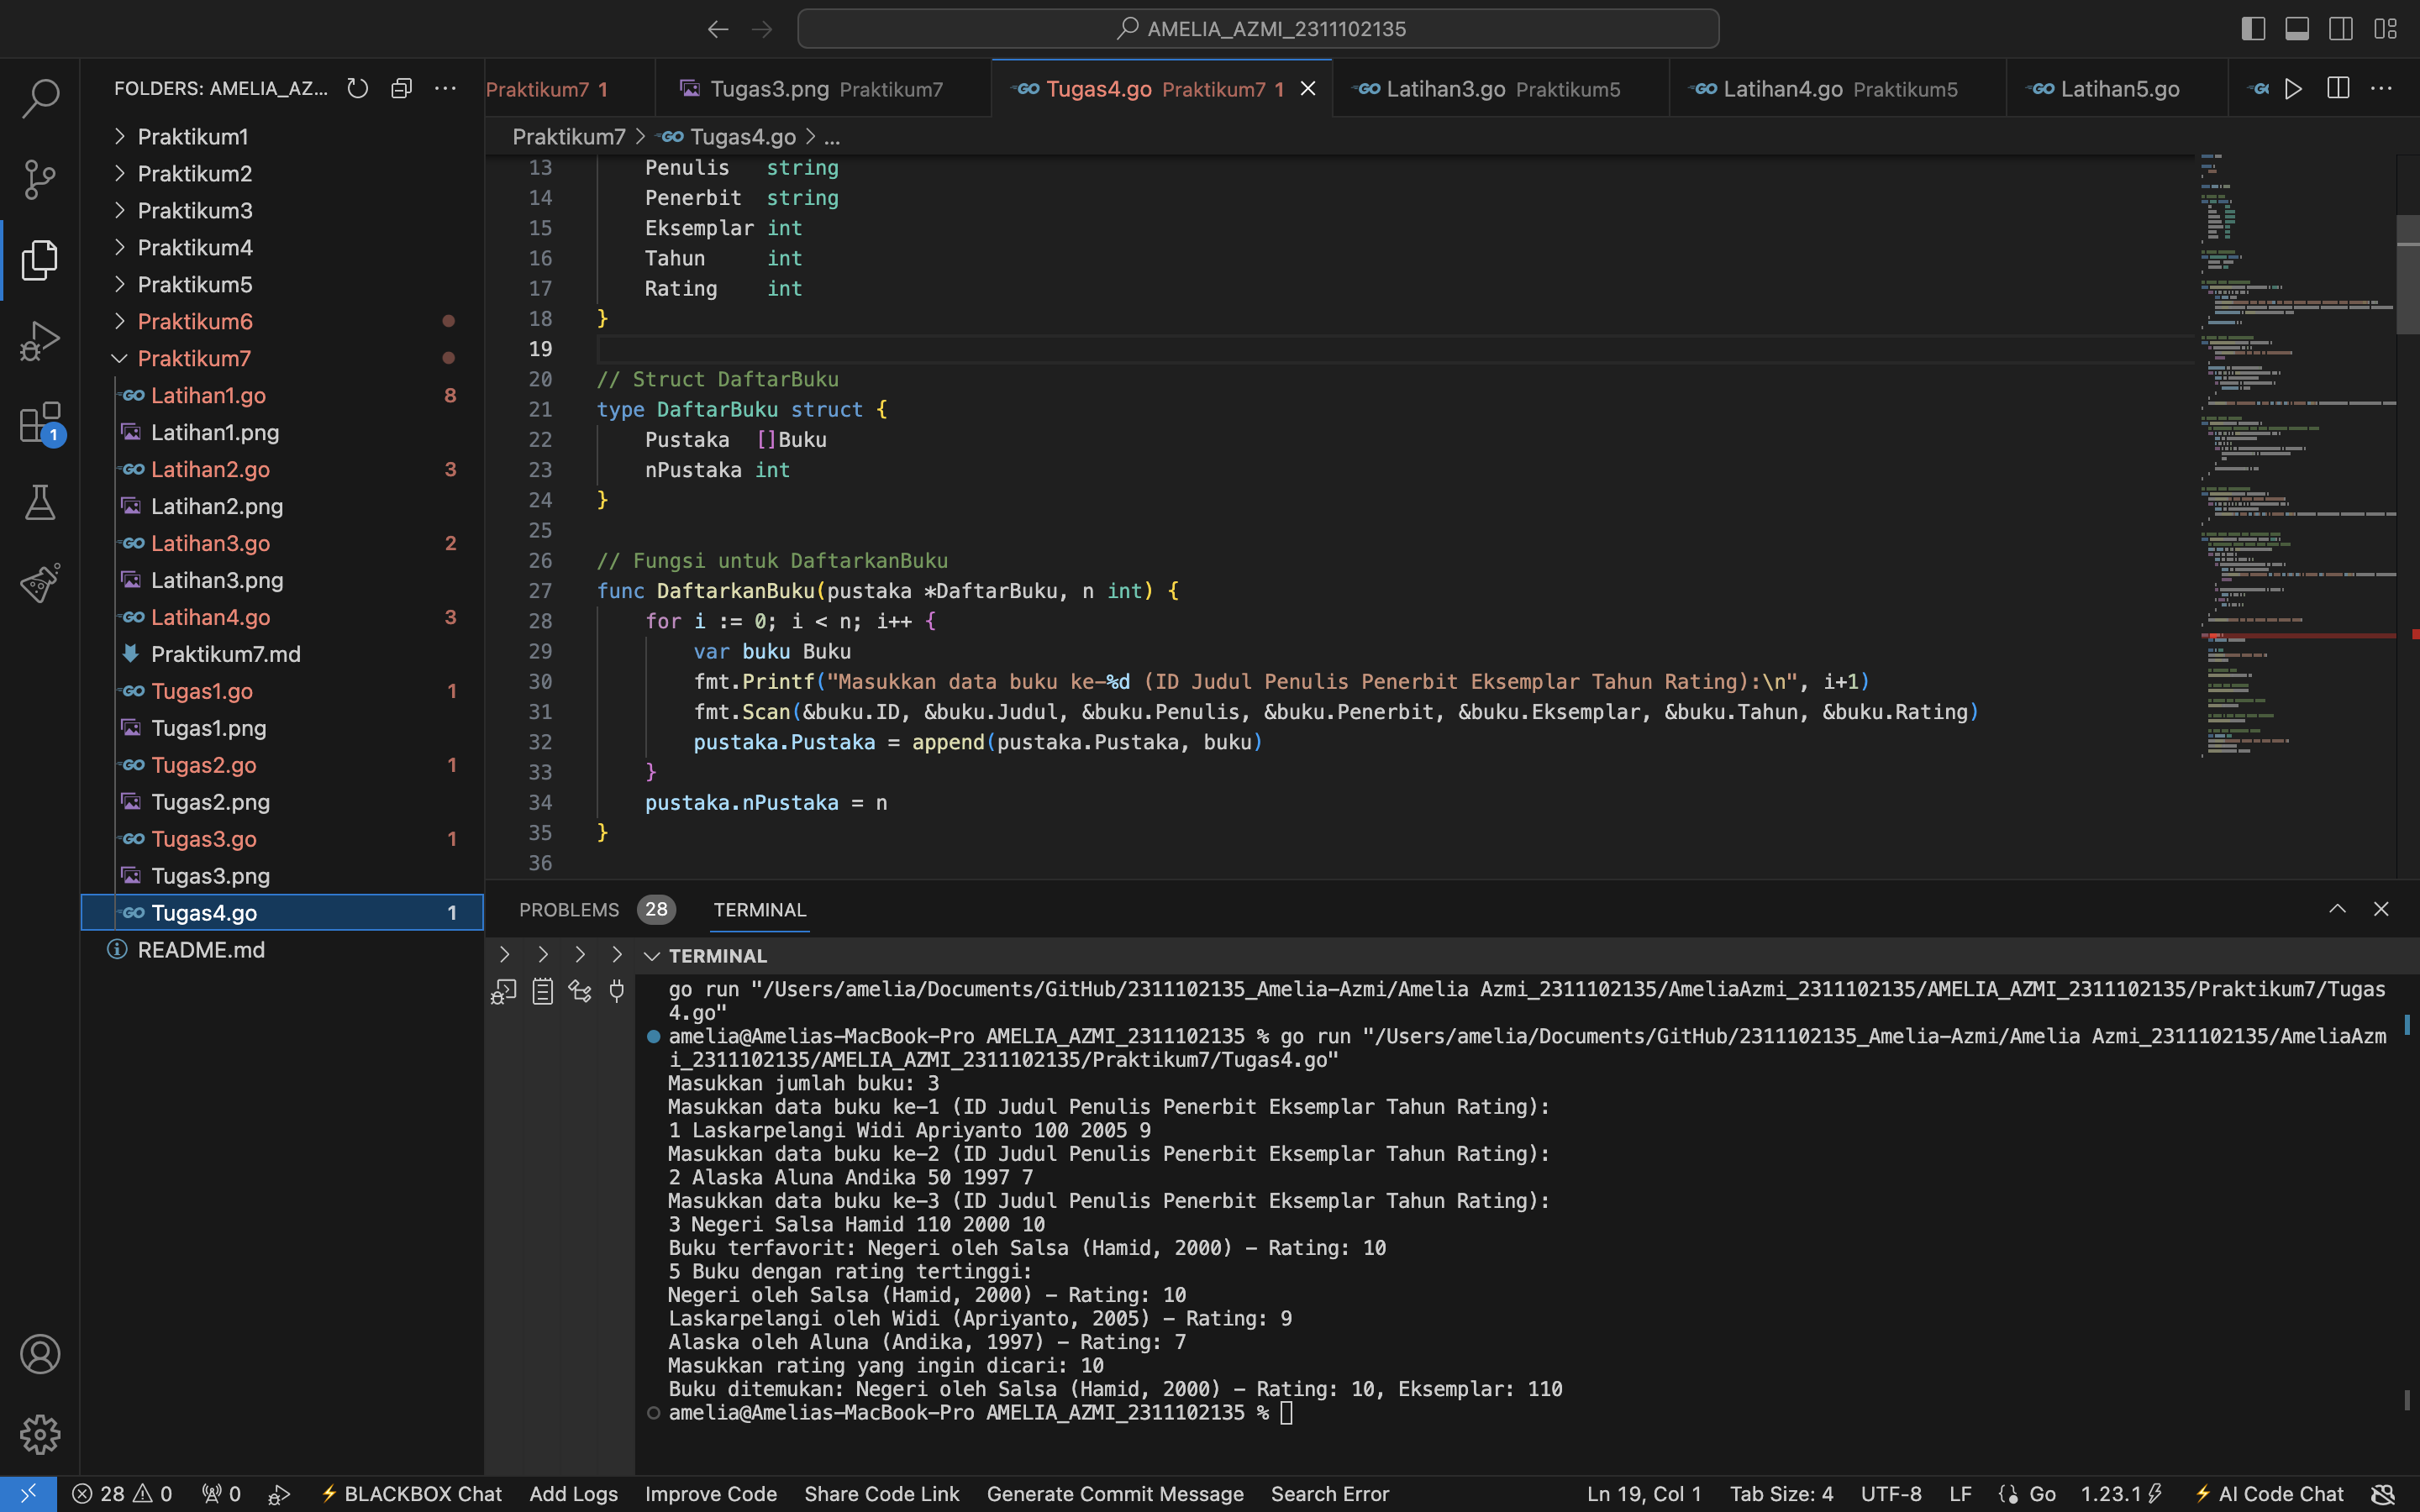 AMELIA_AZMI_2311102135
FOLDERS: AMELIA_AZ...
Praktikum1
Praktikum2
Praktikum3
Praktikum4
Praktikum5
Praktikum6
Praktikum7
Latihan1.go 8
Latihan1.png
Latihan2.go 3
Latihan2.png
Latihan3.go 2
Latihan3.png
Latihan4.go 3
Praktikum7.md
Tugas1.go 1
Tugas1.png
Tugas2.go 1
Tugas2.png
Tugas3.go 1
Tugas3.png
Tugas4.go 1
README.md
1
Praktikum7 1
Tugas3.png Praktikum7
GO Tugas4.go Praktikum7 1
GO Latihan3.go Praktikum5
GO Latihan4.go Praktikum5
GO Latihan5.go
Praktikum7 > GO Tugas4.go > ...
13 Penulis string
14 Penerbit string
15 Eksemplar int
16 Tahun int
17 Rating int
18 }
19
20 // Struct DaftarBuku
21 type DaftarBuku struct {
22 Pustaka []Buku
23 nPustaka int
24 }
25
26 // Fungsi untuk DaftarkanBuku
27 func DaftarkanBuku(pustaka *DaftarBuku, n int) {
28 for i := 0; i < n; i++ {
29 var buku Buku
30 fmt.Printf("Masukkan data buku ke-%d (ID Judul Penulis Penerbit Eksemplar Tahun Rating):\n", i+1)
31 fmt.Scan(&buku.ID, &buku.Judul, &buku.Penulis, &buku.Penerbit, &buku.Eksemplar, &buku.Tahun, &buku.Rating)
32 pustaka.Pustaka = append(pustaka.Pustaka, buku)
33 }
34 pustaka.nPustaka = n
35 }
36
PROBLEMS 28 TERMINAL
TERMINAL
go run "/Users/amelia/Documents/GitHub/2311102135_Amelia-Azmi/Amelia Azmi_2311102135/AmeliaAzmi_2311102135/AMELIA_AZMI_2311102135/Praktikum7/Tugas
4.go"
amelia@Amelias-MacBook-Pro AMELIA_AZMI_2311102135 % go run "/Users/amelia/Documents/GitHub/2311102135_Amelia-Azmi/Amelia Azmi_2311102135/AmeliaAzm
i_2311102135/AMELIA_AZMI_2311102135/Praktikum7/Tugas4.go"
Masukkan jumlah buku: 3
Masukkan data buku ke-1 (ID Judul Penulis Penerbit Eksemplar Tahun Rating):
1 Laskarpelangi Widi Apriyanto 100 2005 9
Masukkan data buku ke-2 (ID Judul Penulis Penerbit Eksemplar Tahun Rating):
2 Alaska Aluna Andika 50 1997 7
Masukkan data buku ke-3 (ID Judul Penulis Penerbit Eksemplar Tahun Rating):
3 Negeri Salsa Hamid 110 2000 10
Buku terfavorit: Negeri oleh Salsa (Hamid, 2000) - Rating: 10
5 Buku dengan rating tertinggi:
Negeri oleh Salsa (Hamid, 2000) - Rating: 10
Laskarpelangi oleh Widi (Apriyanto, 2005) - Rating: 9
Alaska oleh Aluna (Andika, 1997) - Rating: 7
Masukkan rating yang ingin dicari: 10
Buku ditemukan: Negeri oleh Salsa (Hamid, 2000) - Rating: 10, Eksemplar: 110
amelia@Amelias-MacBook-Pro AMELIA_AZMI_2311102135 %
28 0 0 BLACKBOX Chat Add Logs Improve Code Share Code Link Generate Commit Message Search Error Ln 19, Col 1 Tab Size: 4 UTF-8 LF Go 1.23.1 AI Code Chat